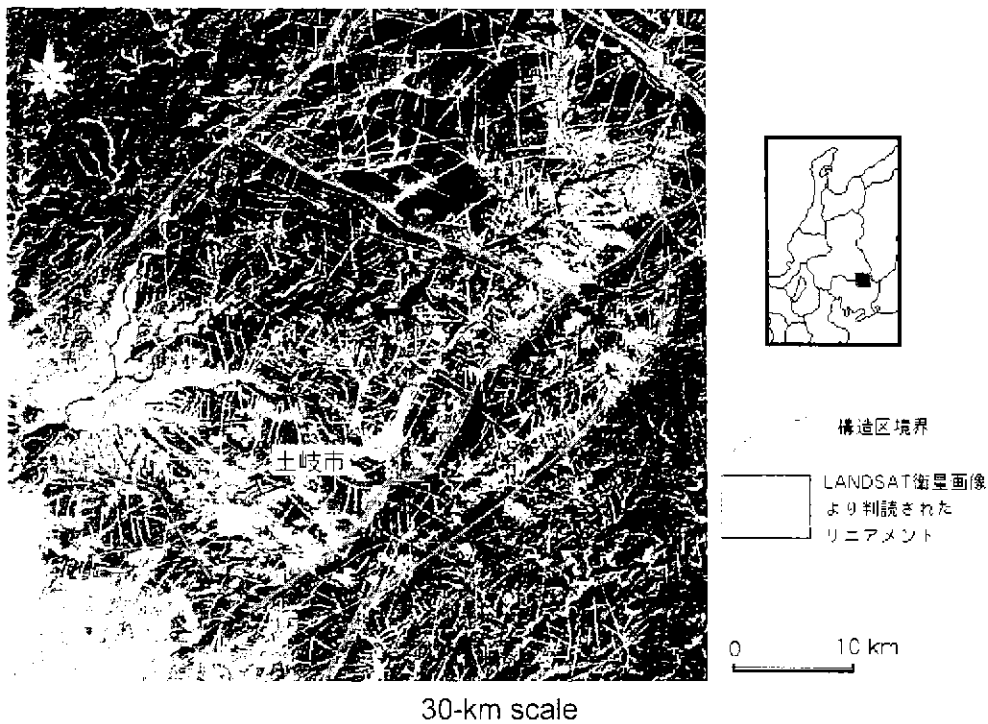 土岐市
構造区境界
LANDSAT衛星画像
より判読された
リニアメント
0 10 km
30-km scale